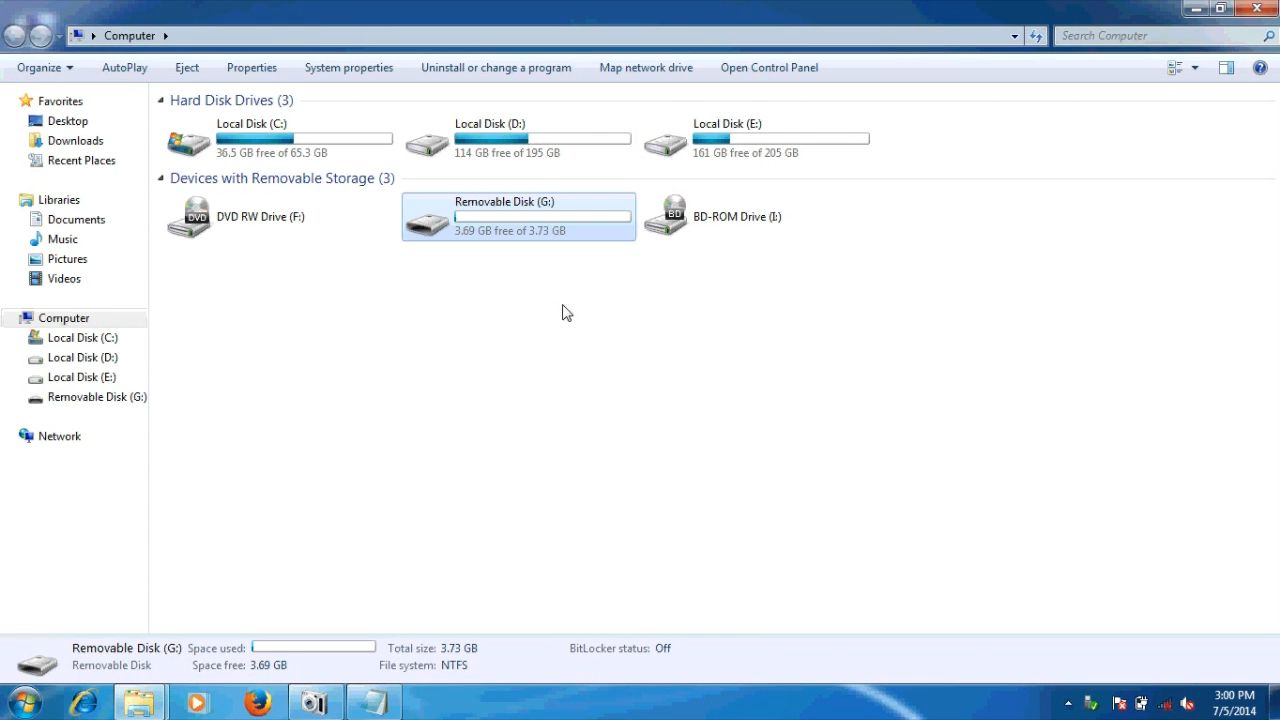 Computer
Search Computer
Organize AutoPlay Eject Properties System properties Uninstall or change a program Map network drive Open Control Panel
Favorites
Desktop
Downloads
Recent Places
Libraries
Documents
Music
Pictures
Videos
Computer
Local Disk (C:)
Local Disk (D:)
Local Disk (E:)
Removable Disk (G:)
Network
Hard Disk Drives (3)
Local Disk (C:)
36.5 GB free of 65.3 GB
Local Disk (D:)
114 GB free of 195 GB
Local Disk (E:)
161 GB free of 205 GB
Devices with Removable Storage (3)
DVD
DVD RW Drive (F:)
Removable Disk (G:)
3.69 GB free of 3.73 GB
BD
BD-ROM Drive (I:)
Removable Disk (G:) Space used: Total size: 3.73 GB BitLocker status: Off
Removable Disk Space free: 3.69 GB File system: NTFS
3:00 PM
7/5/2014